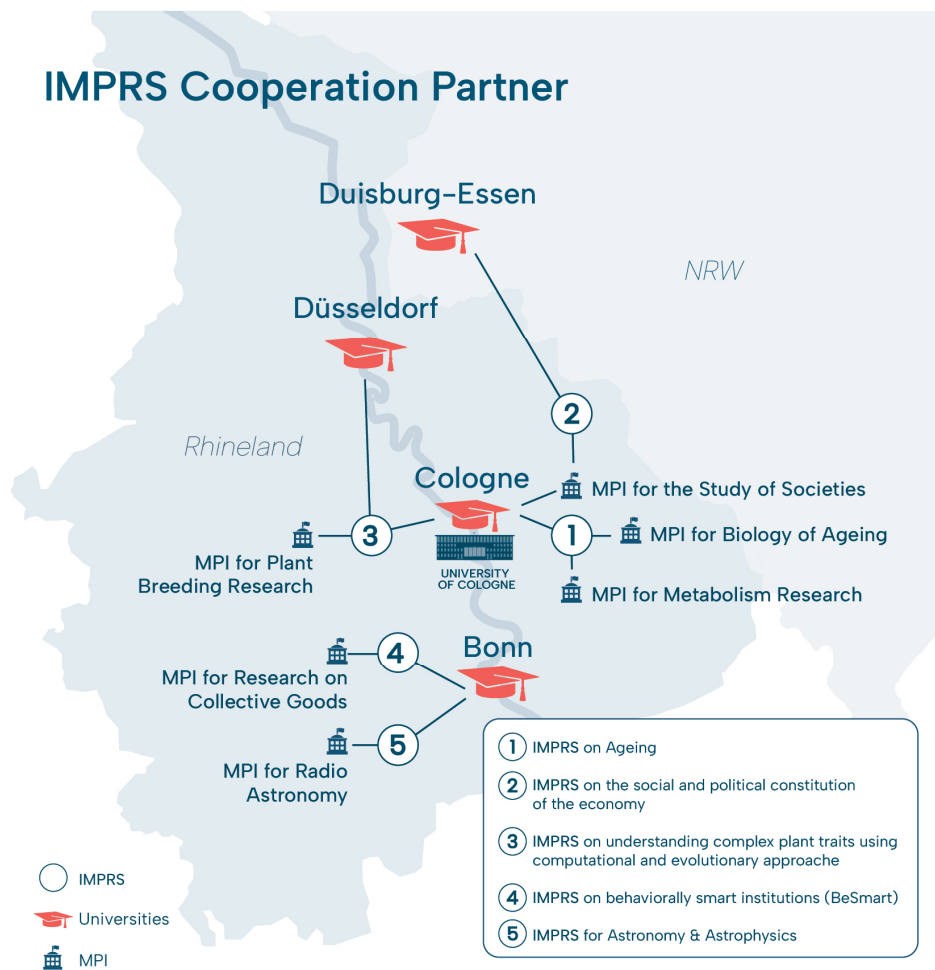 IMPRS Cooperation Partner
Duisburg-Essen
NRW
Düsseldorf
2
Rhineland
Cologne
MPI for the Study of Societies
3
1
MPI for Biology of Ageing
MPI for Plant
Breeding Research
UNIVERSITY
OF COLOGNE
MPI for Metabolism Research
4
Bonn
MPI for Research on
Collective Goods
5
MPI for Radio
Astronomy
1 IMPRS on Ageing
2 IMPRS on the social and political constitution
of the economy
3 IMPRS on understanding complex plant traits using
computational and evolutionary approache
4 IMPRS on behaviorally smart institutions (BeSmart)
5 IMPRS for Astronomy & Astrophysics
IMPRS
Universities
MPI